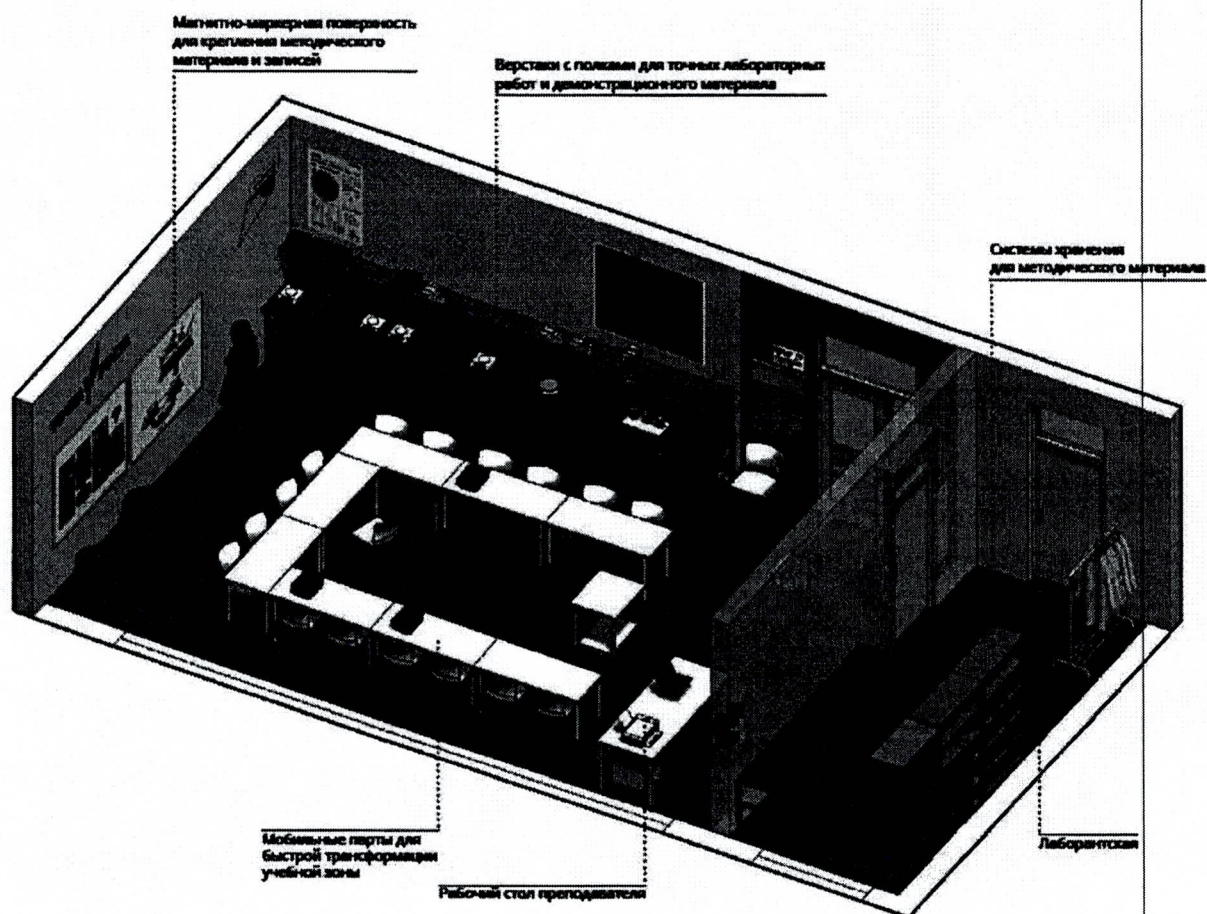 Магнитно-маркерная поверхность
для крепления методического
материала и записей
Верстаки с полками для точных лабораторных
работ и демонстрационного материала
Системы хранения
для методического материала
Мобильные парты для
быстрой трансформации
учебной зоны
Рабочий стол преподавателя
Лаборантская